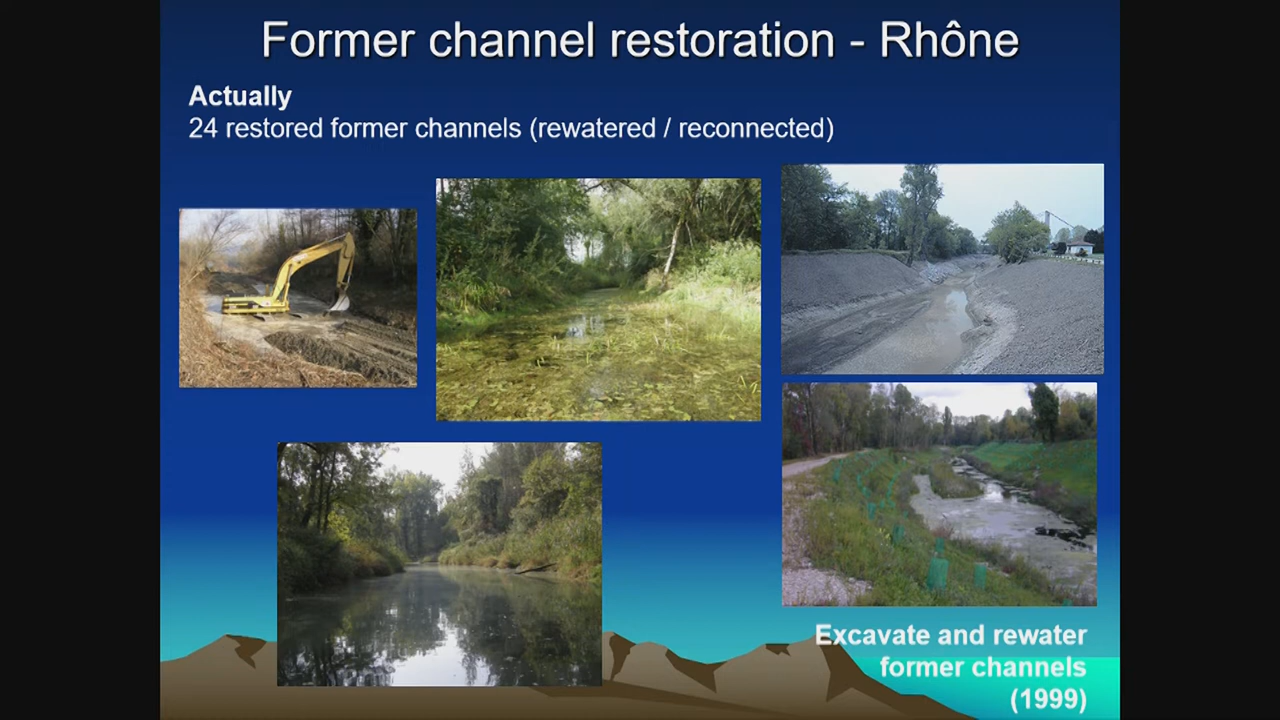 Former channel restoration - Rhône
Actually
24 restored former channels (rewatered / reconnected)
Excavate and rewater
former channels
(1999)